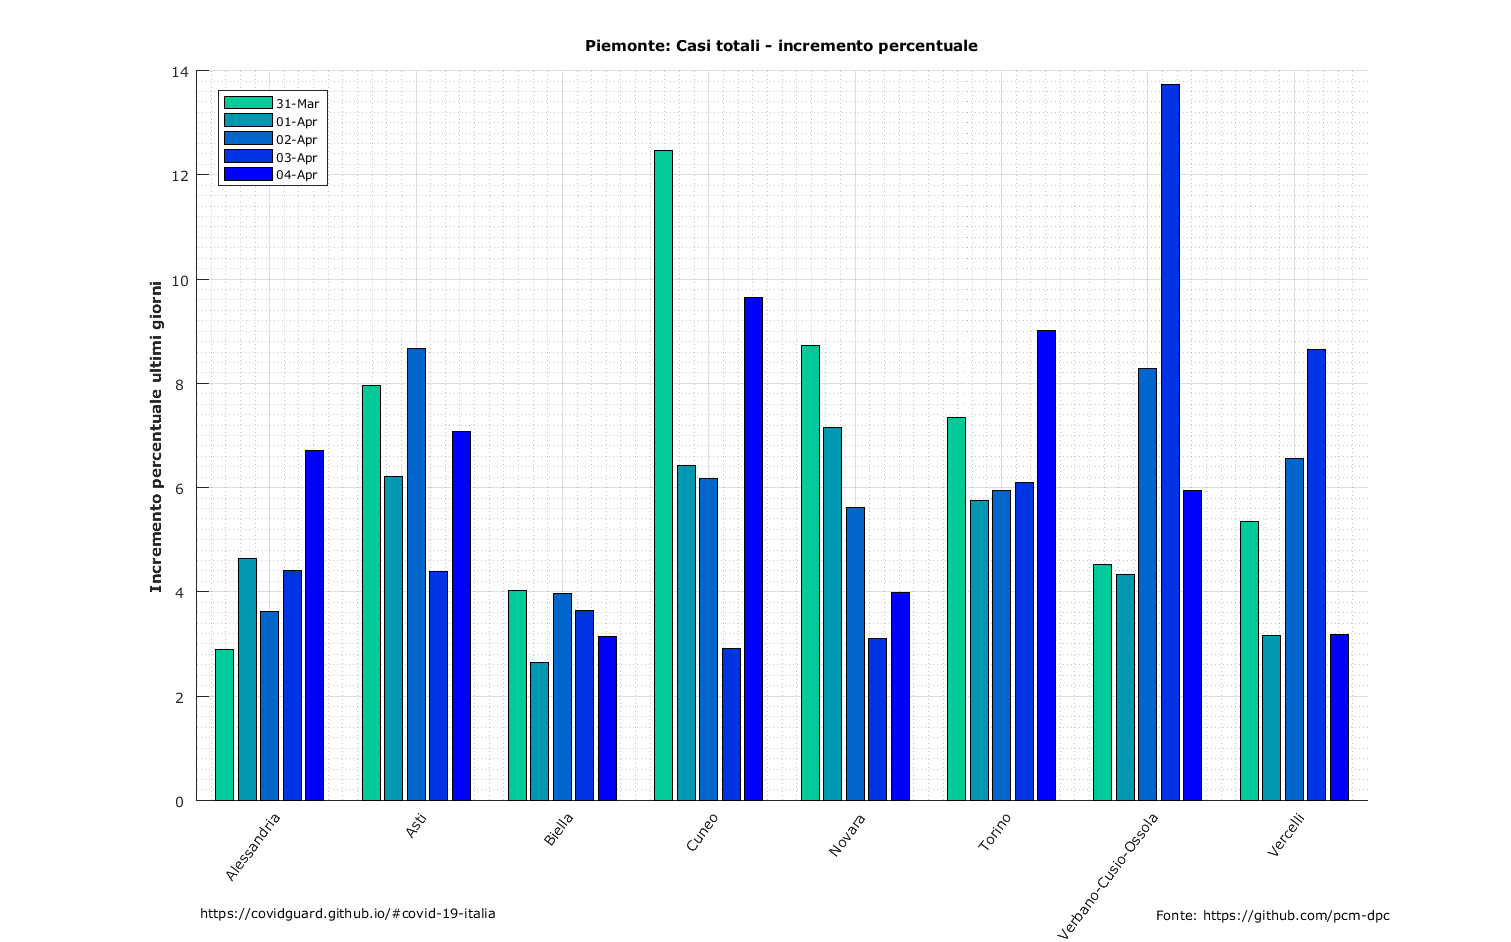 Piemonte: Casi totali - incremento percentuale
14
12
10
8
6
4
2
0
Incremento percentuale ultimi giorni
31-Mar
01-Apr
02-Apr
03-Apr
04-Apr
Alessandria
Asti
Biella
Cuneo
Novara
Torino
Verbano-Cusio-Ossola
Vercelli
https://covidguard.github.io/#covid-19-italia
Fonte: https://github.com/pcm-dpc